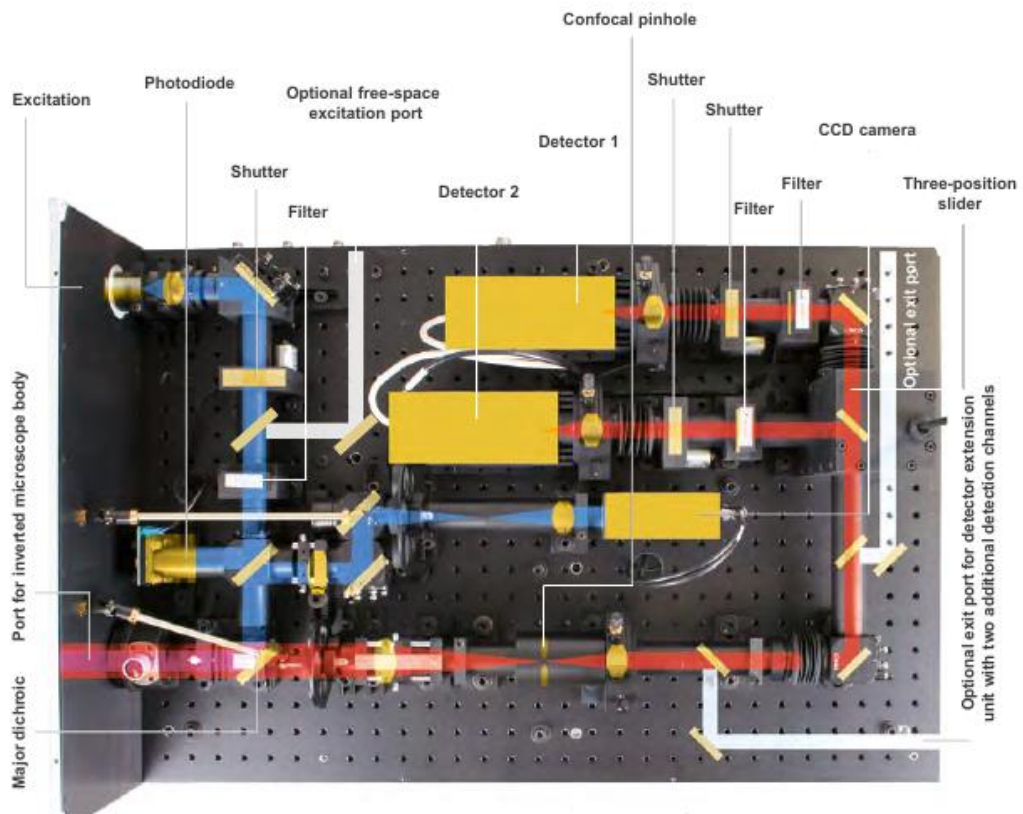 Confocal pinhole
Shutter
Photodiode
Optional free-space
excitation port
Excitation
Shutter
CCD camera
Detector 1
Shutter
Detector 2
Filter
Three-position
slider
Filter
Filter
Optional exit port
Port for inverted microscope body
Major dichroic
Optional exit port for detector extension
unit with two additional detection channels